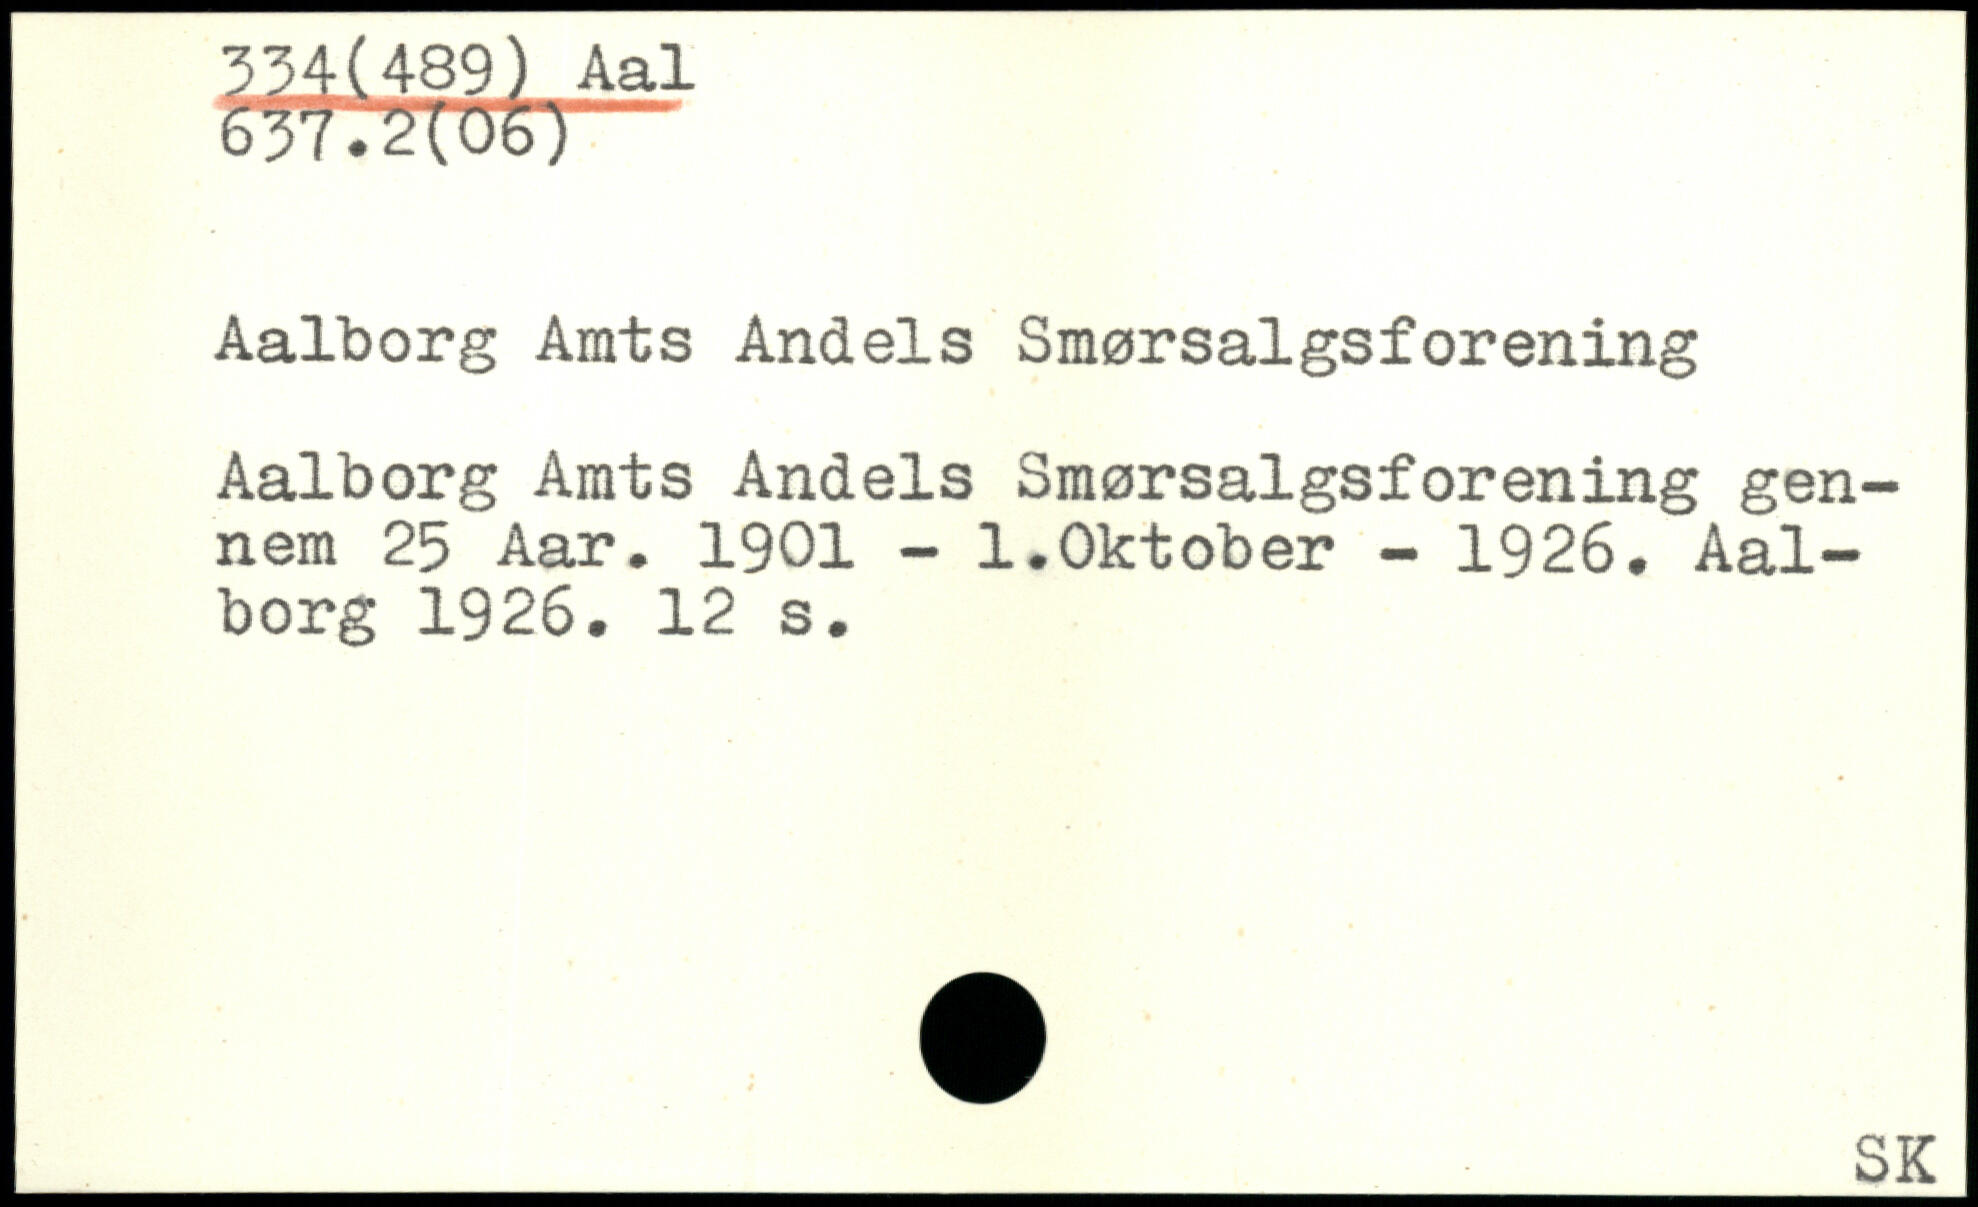 334(489) Aal
637.2(06)
Aalborg Amts Andels Smørsalgsforening
Aalborg Amts Andels Smørsalgsforening gen-
nem 25 Aar. 1901 - 1.Oktober - 1926. Aal-
borg 1926. 12 s.
SK